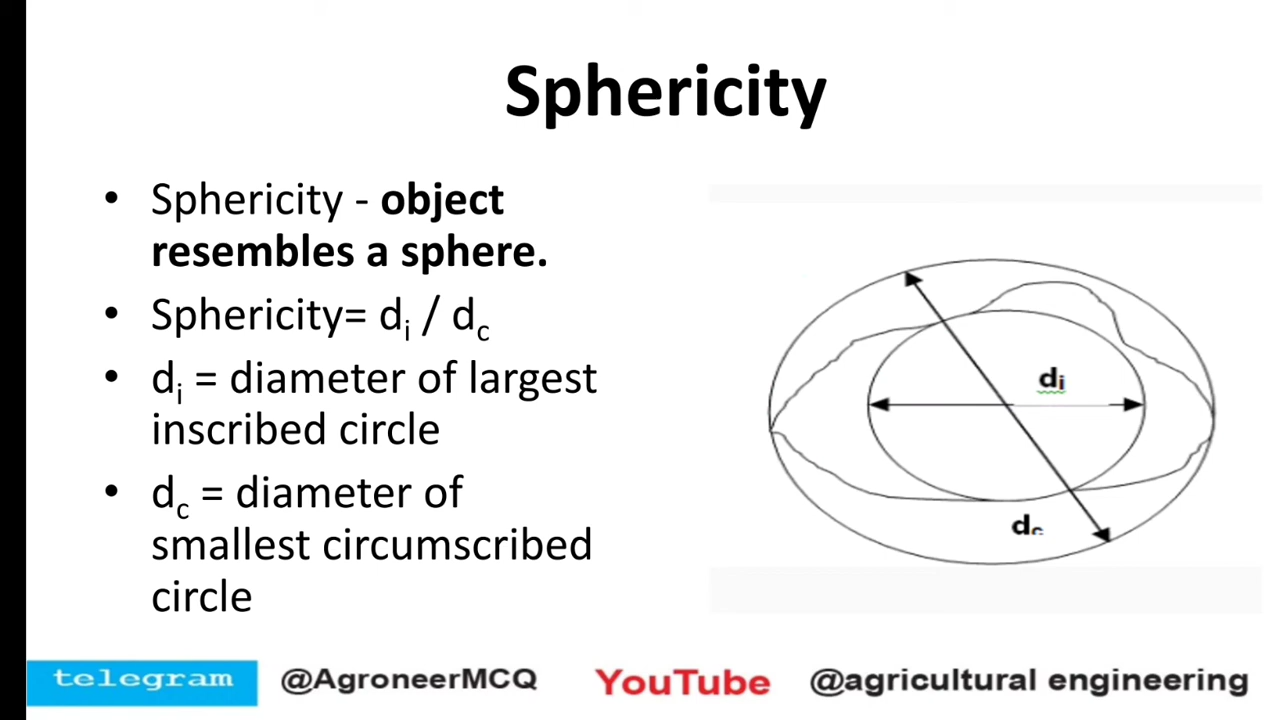 Sphericity
• Sphericity - object
resembles a sphere.
• Sphericity= di / dc
• di = diameter of largest
inscribed circle
• dc = diameter of
smallest circumscribed
circle
di
dc
telegram @AgroneerMCQ YouTube @agricultural engineering